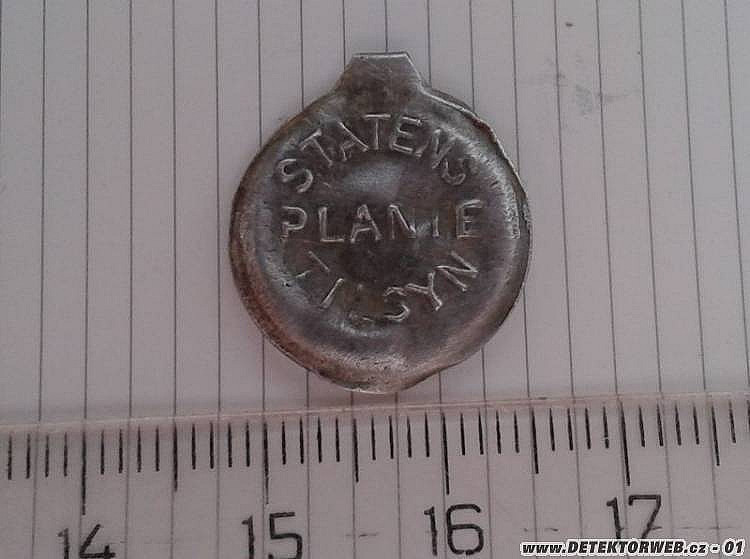 STATENS
PLANTE
TILSYN
14 15 16 17
www.DETEKTORWEB.cz - 01